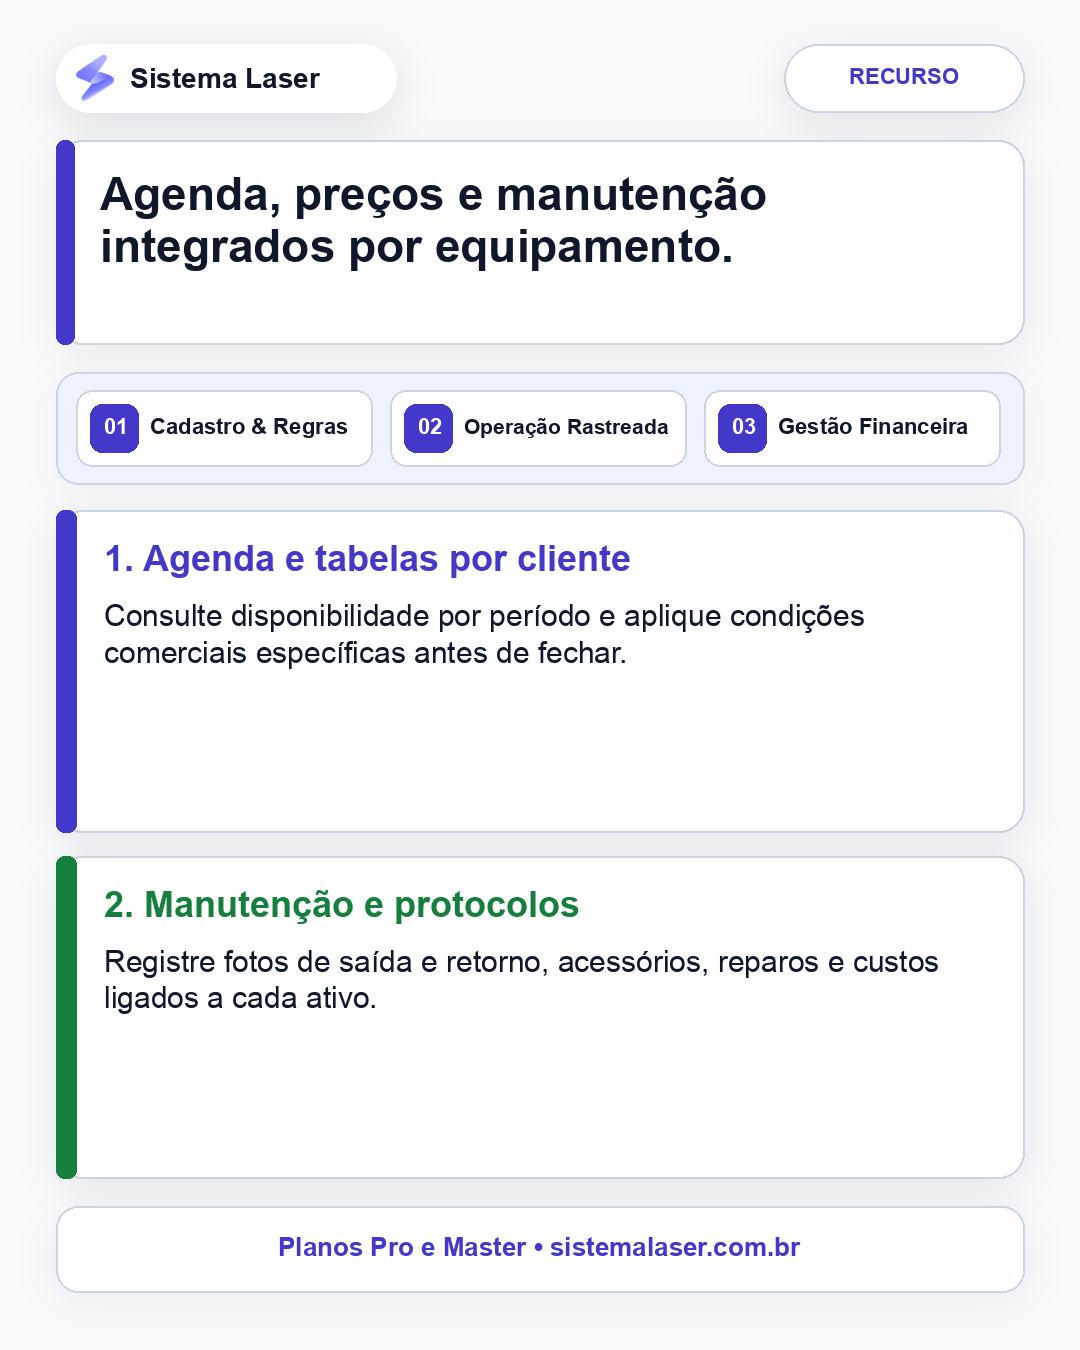 Sistema Laser
RECURSO
Agenda, preços e manutenção
integrados por equipamento.
01 Cadastro & Regras
02 Operação Rastreada
03 Gestão Financeira
1. Agenda e tabelas por cliente
Consulte disponibilidade por período e aplique condições
comerciais específicas antes de fechar.
2. Manutenção e protocolos
Registre fotos de saída e retorno, acessórios, reparos e custos
ligados a cada ativo.
Planos Pro e Master • sistemalaser.com.br